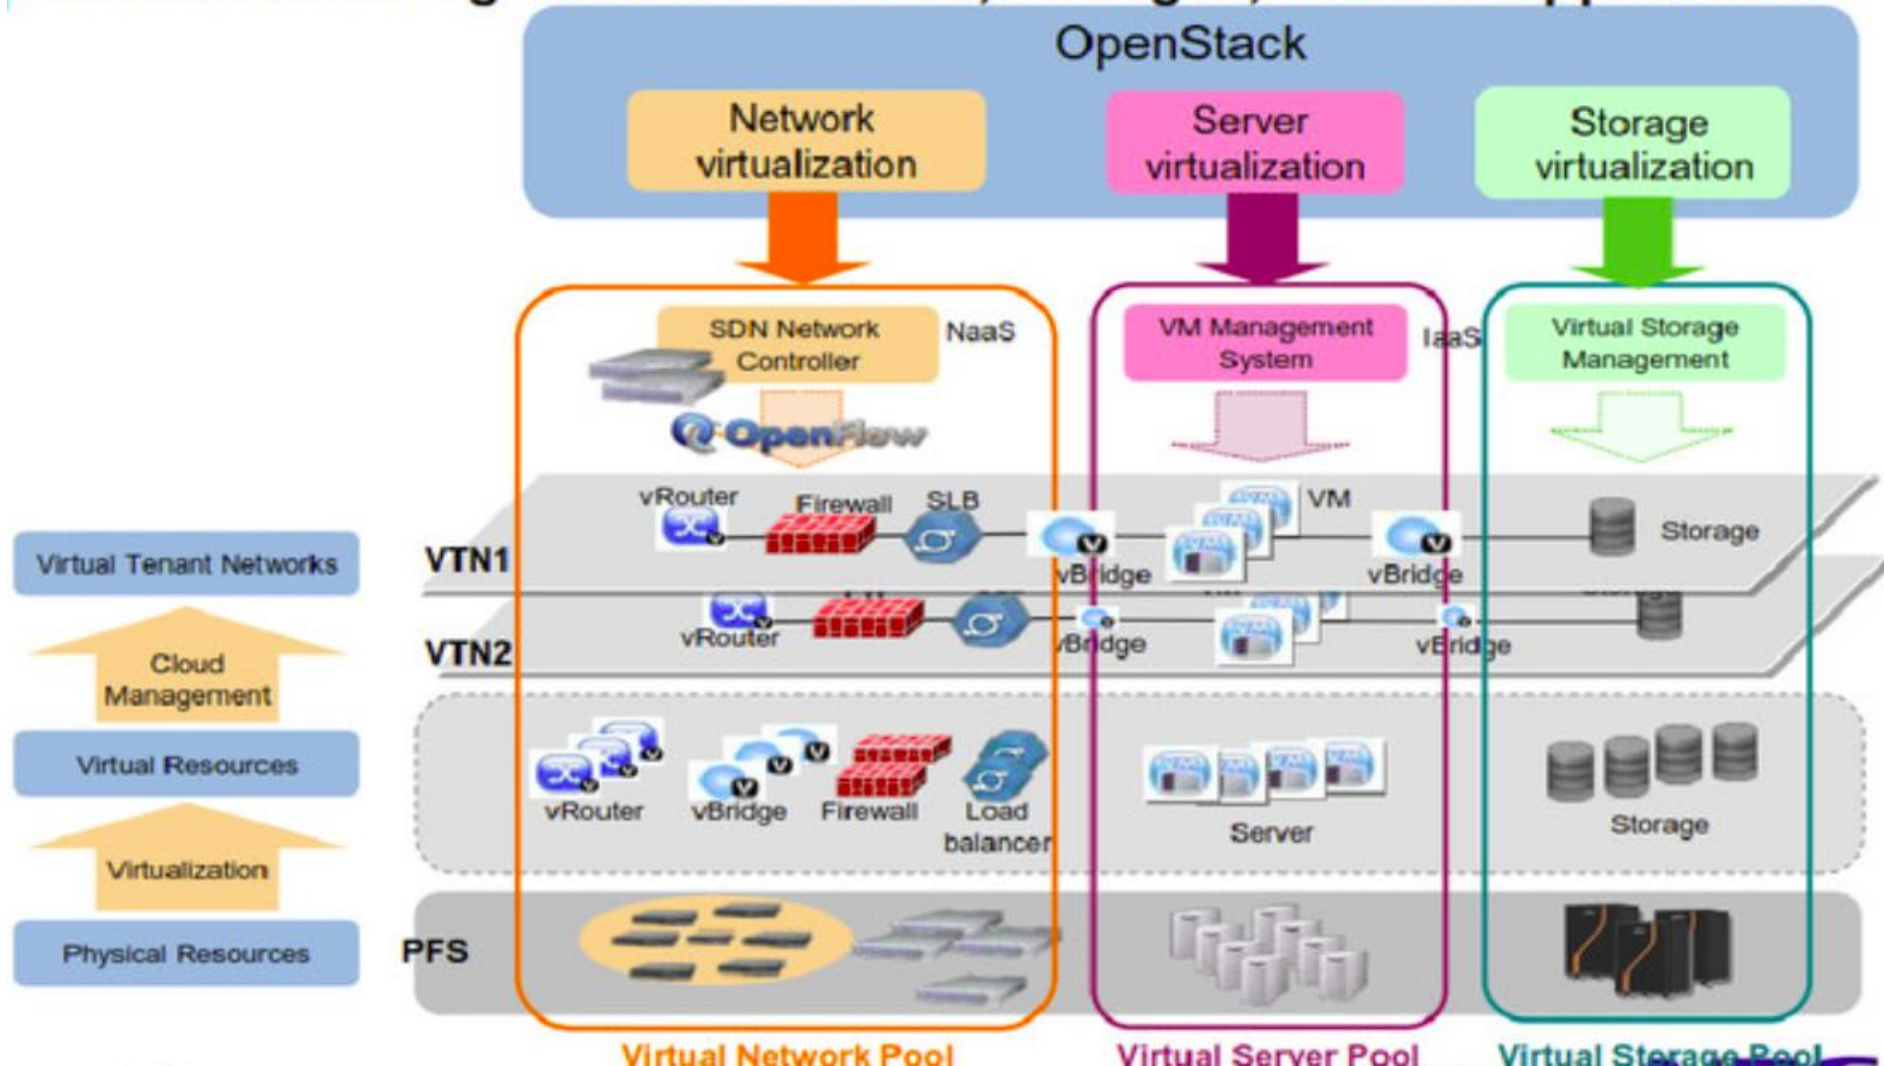 OpenStack
Network
virtualization
Server
virtualization
Storage
virtualization
SDN Network
Controller
NaaS
VM Management
System
IaaS
Virtual Storage
Management
OpenFlow
vRouter
Firewall
SLB
VM
Storage
VTN1
vBridge
vBridge
Virtual Tenant Networks
vRouter
vBridge
vBridge
VTN2
Cloud
Management
Virtual Resources
vRouter
vBridge
Firewall
Load
balancer
Server
Storage
Virtualization
Physical Resources
PFS
Virtual Network Pool
Virtual Server Pool
Virtual Storage Pool